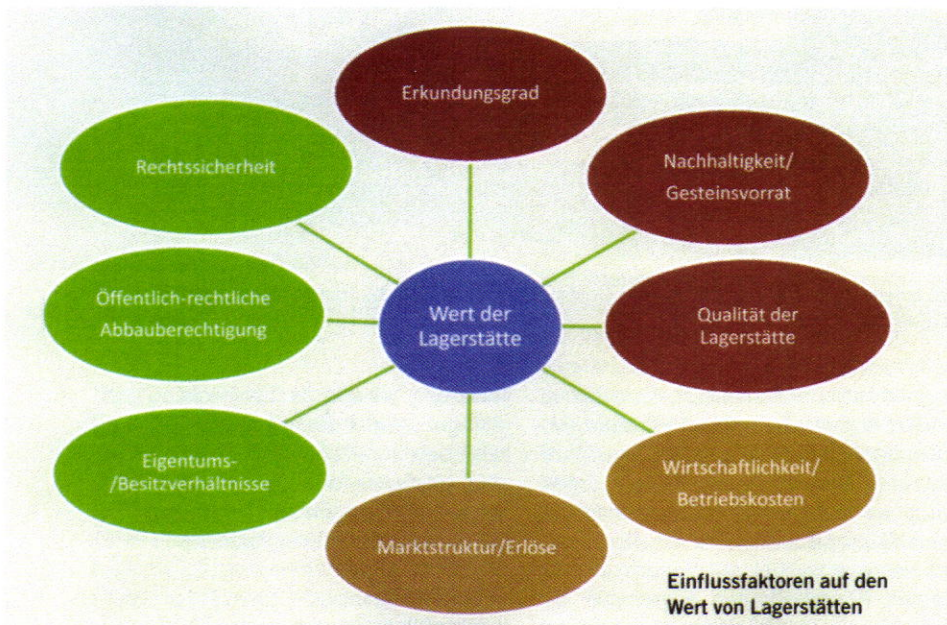 Erkundungsgrad
Rechtssicherheit
Nachhaltigkeit/
Gesteinsvorrat
Öffentlich-rechtliche
Abbauberechtigung
Wert der
Lagerstätte
Qualität der
Lagerstätte
Eigentums-
/Besitzverhältnisse
Wirtschaftlichkeit/
Betriebskosten
Marktstruktur/Erlöse
Einflussfaktoren auf den
Wert von Lagerstätten